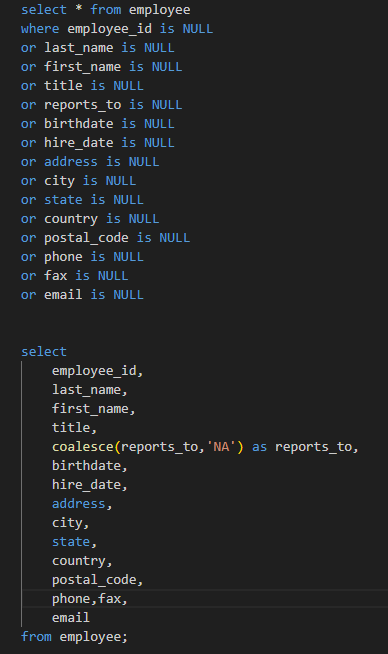 select * from employee
where employee_id is NULL
or last_name is NULL
or first_name is NULL
or title is NULL
or reports_to is NULL
or birthdate is NULL
or hire_date is NULL
or address is NULL
or city is NULL
or state is NULL
or country is NULL
or postal_code is NULL
or phone is NULL
or fax is NULL
or email is NULL
select
employee_id,
last_name,
first_name,
title,
coalesce(reports_to,'NA') as reports_to,
birthdate,
hire_date,
address,
city,
state,
country,
postal_code,
phone,fax,
email
from employee;